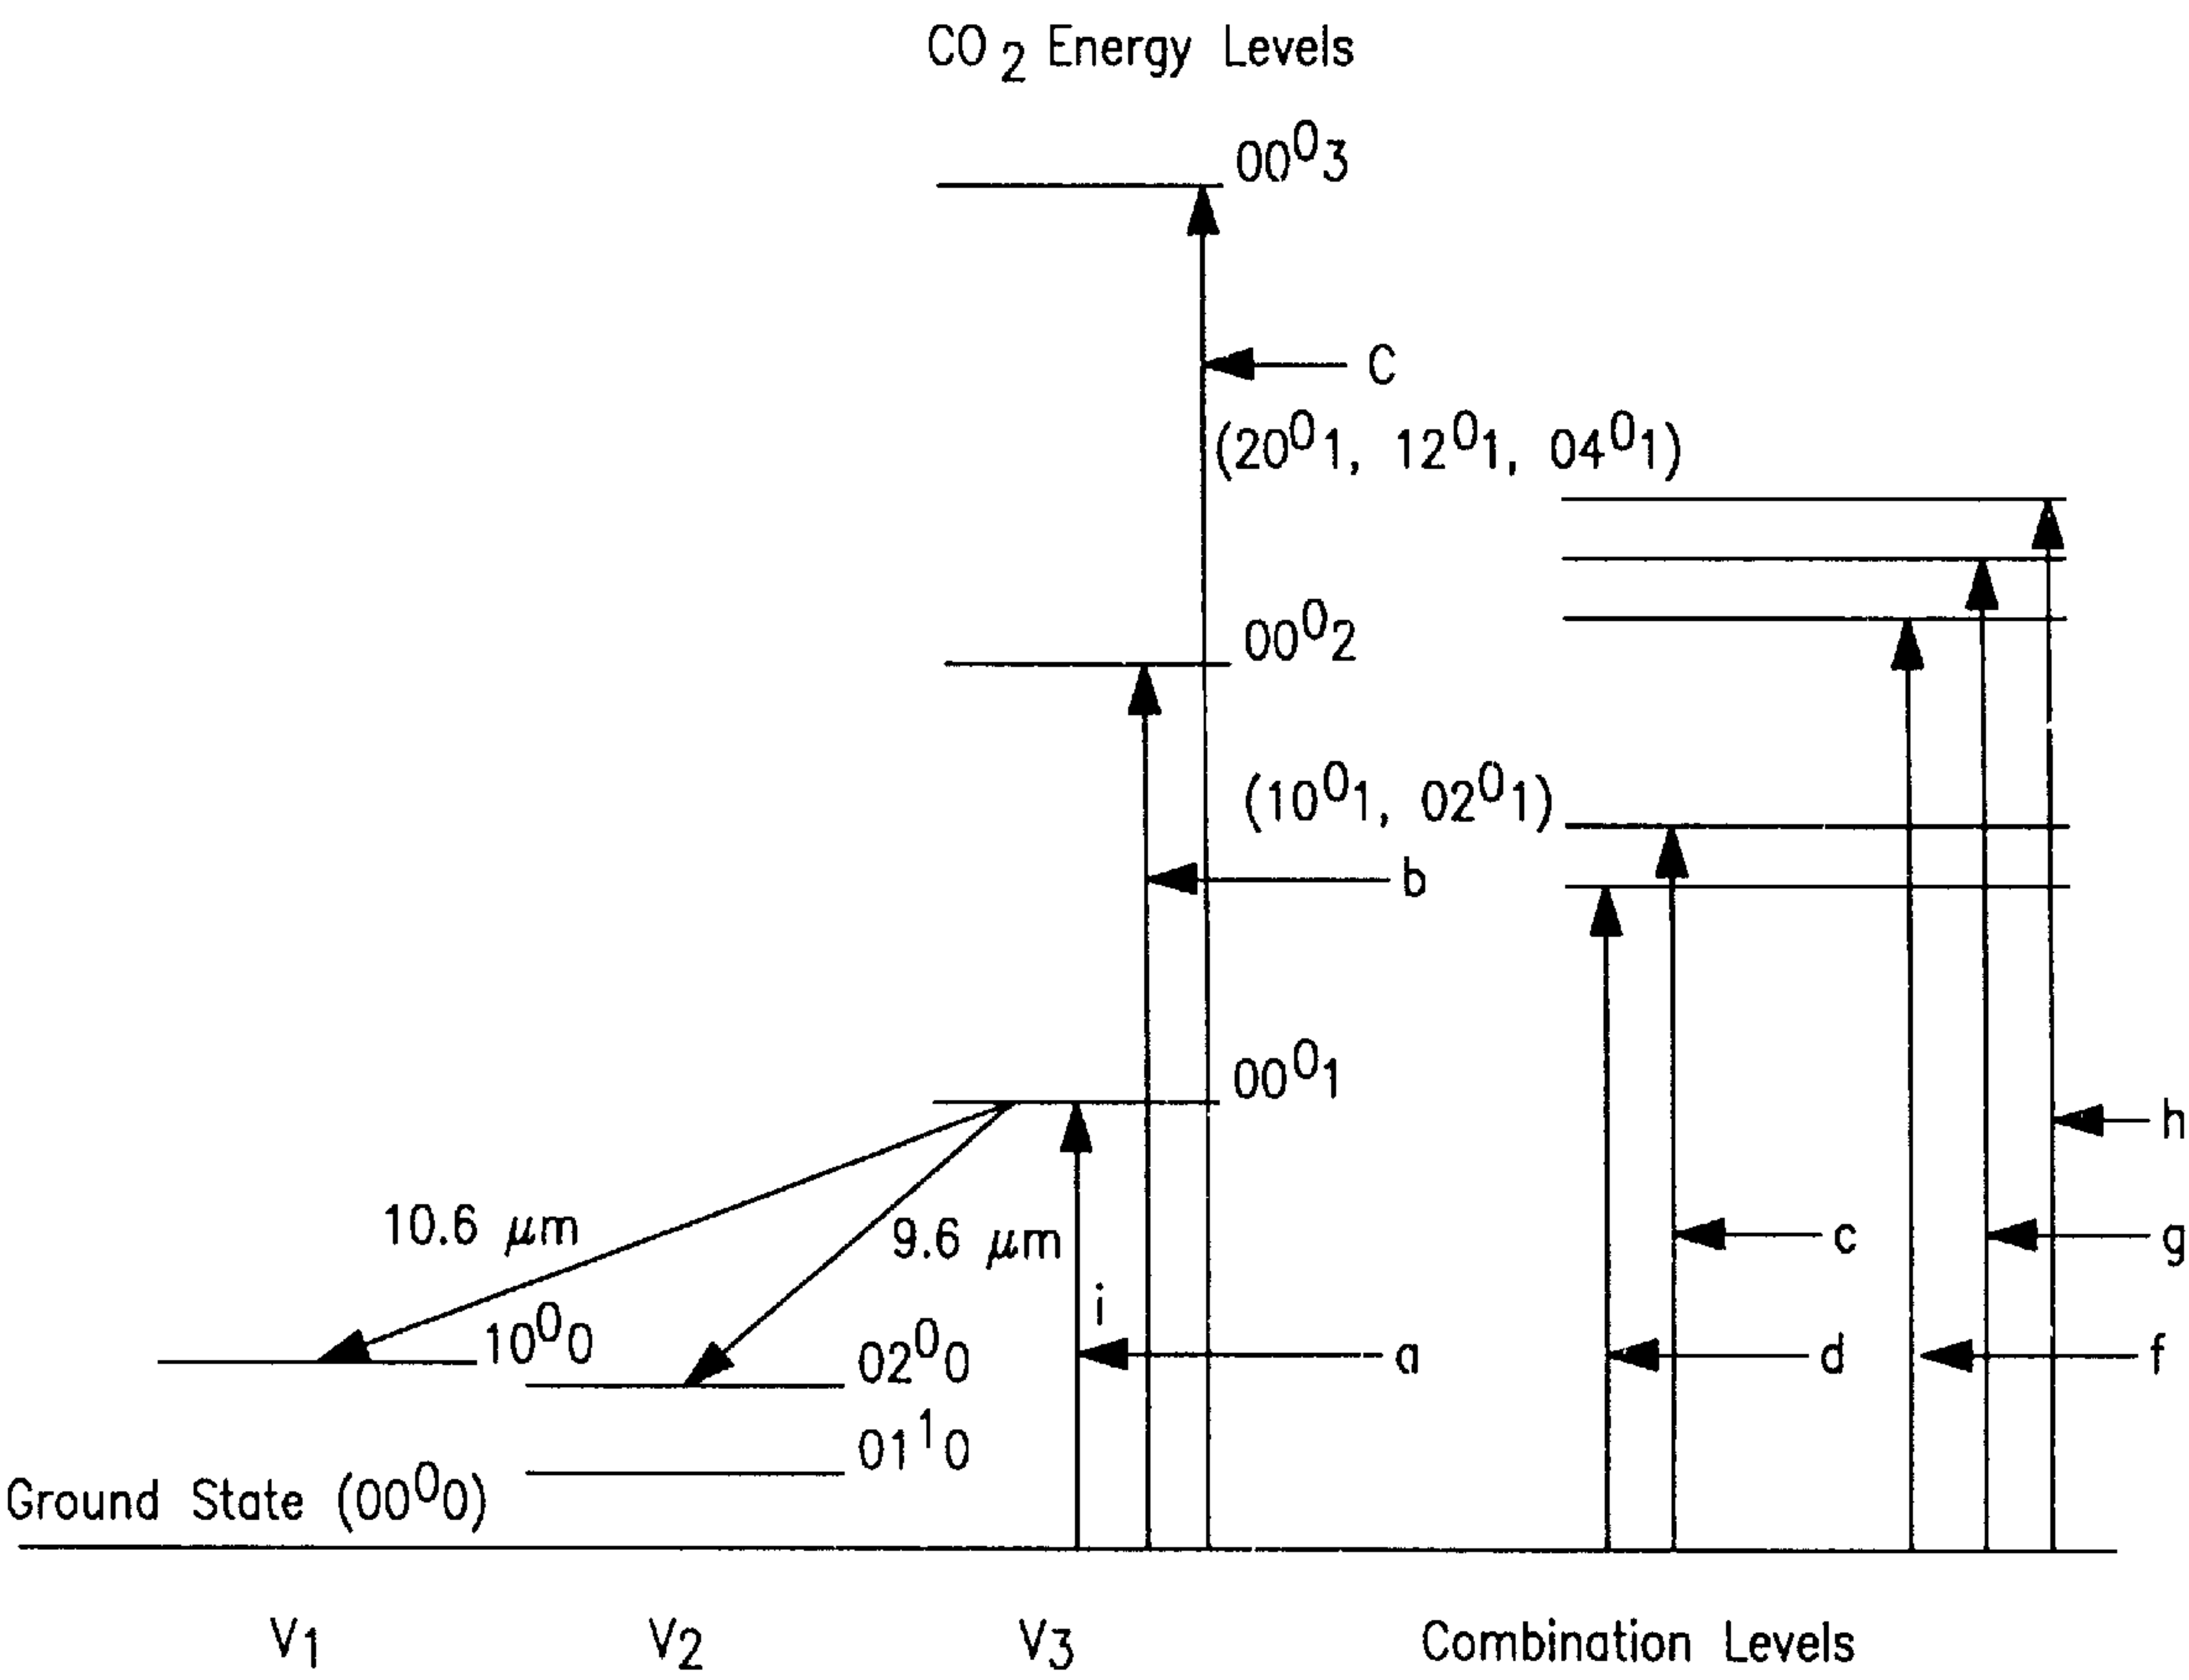 CO2 Energy Levels
00⁰3
C
(20⁰1, 12⁰1, 04⁰1)
00⁰2
(10⁰1, 02⁰1)
b
00⁰1
h
10.6 μm
9.6 μm
c
g
i
10⁰0
02⁰0
a
d
f
01¹0
Ground State (00⁰0)
V1
V2
V3
Combination Levels